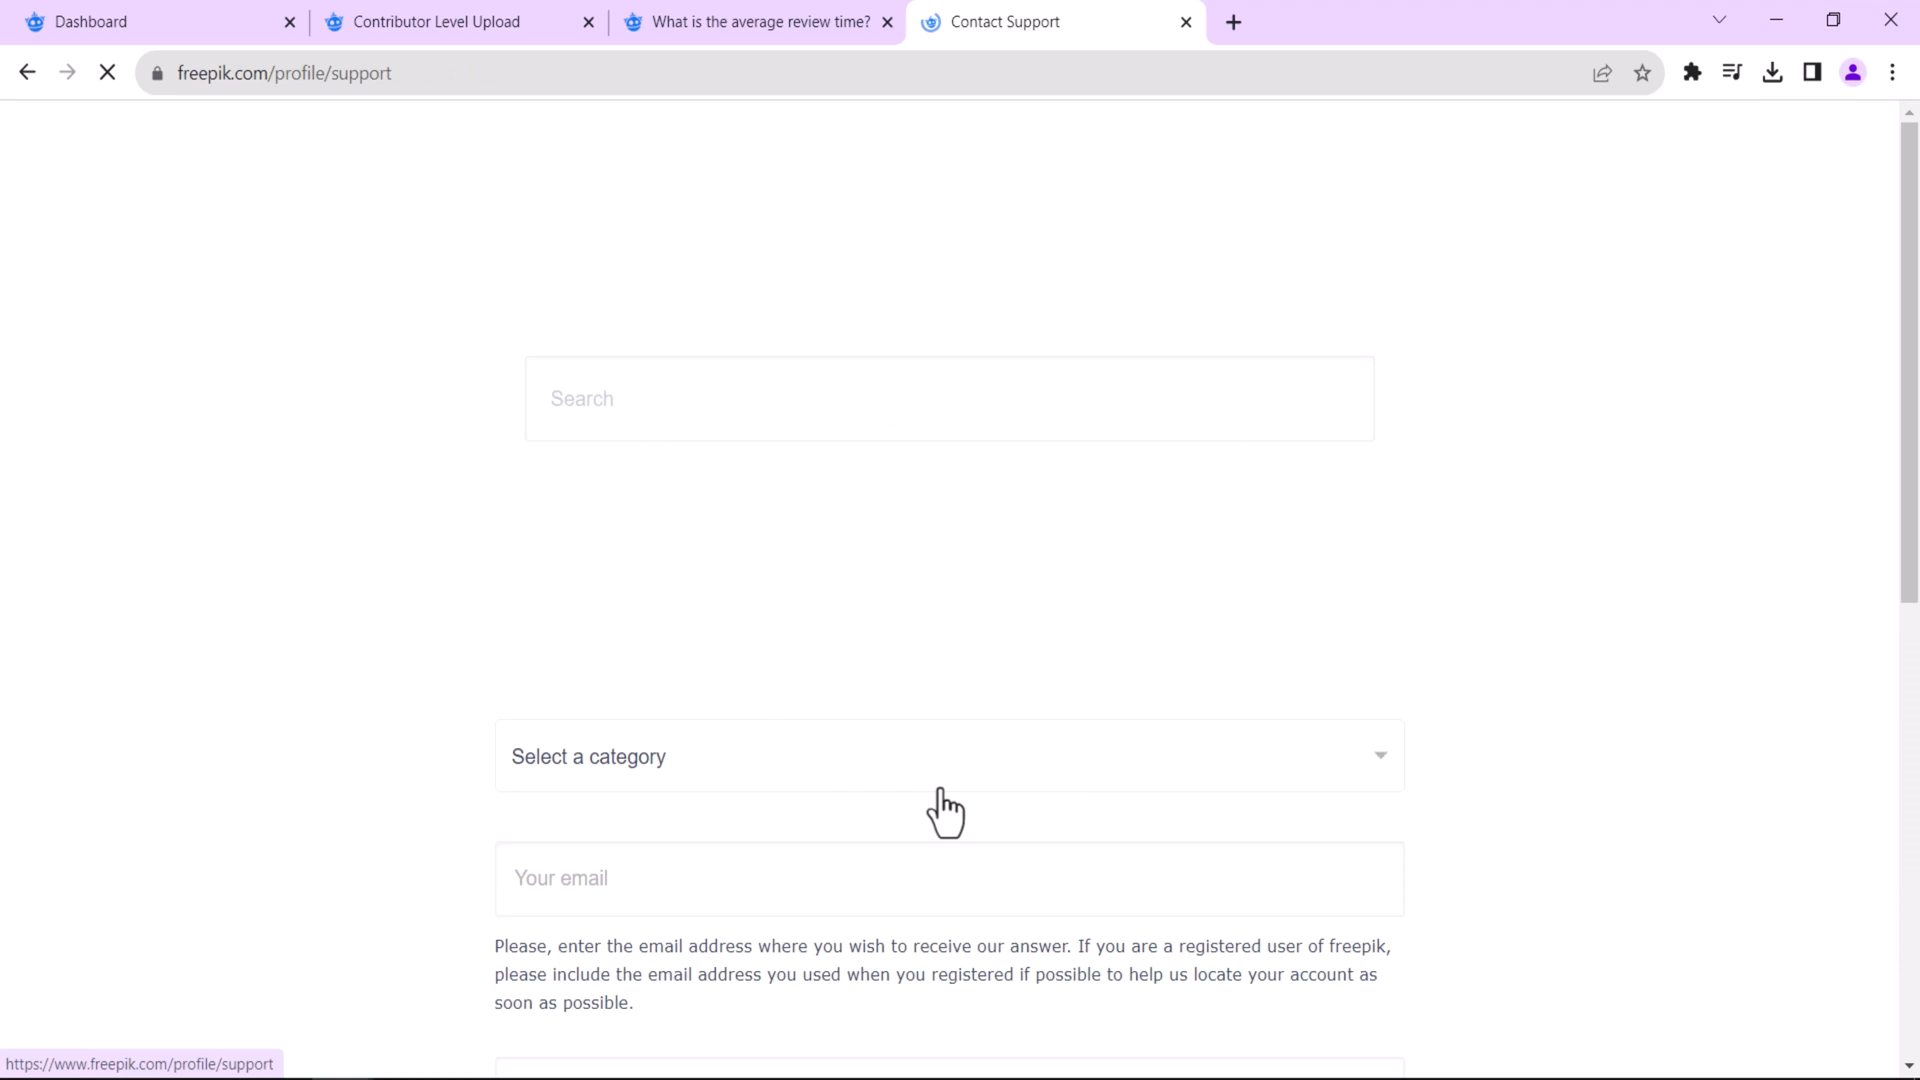 Dashboard
Contributor Level Upload
What is the average review time?
Contact Support
freepik.com/profile/support
Search
Select a category
Your email
Please, enter the email address where you wish to receive our answer. If you are a registered user of freepik,
please include the email address you used when you registered if possible to help us locate your account as
soon as possible.
https://www.freepik.com/profile/support